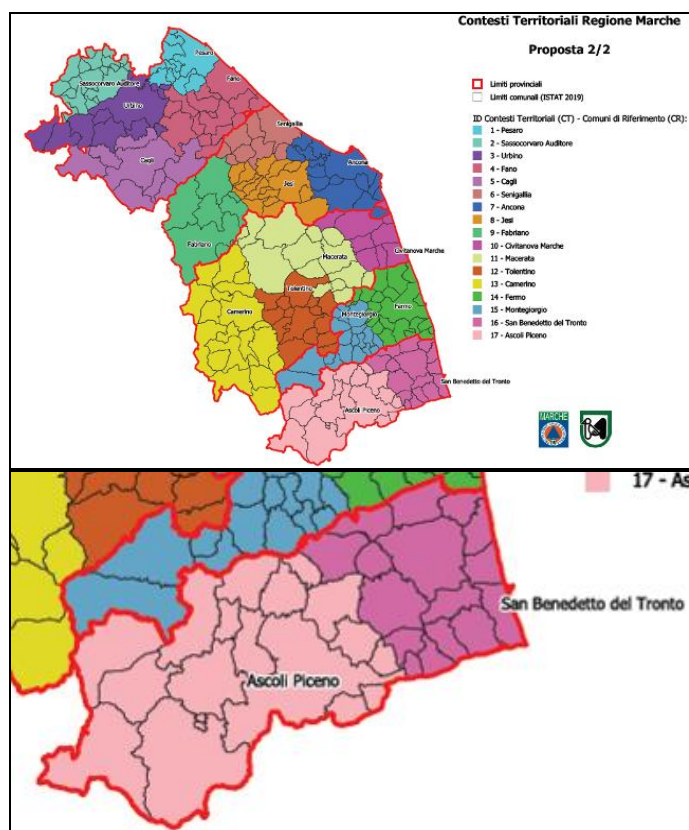 Contesti Territoriali Regione Marche
Proposta 2/2
Limiti provinciali
Limiti comunali (ISTAT 2019)
ID Contesti Territoriali (CT) - Comuni di Riferimento (CR):
1 - Pesaro
2 - Sassocorvaro Auditore
3 - Urbino
4 - Fano
5 - Cagli
6 - Senigallia
7 - Ancona
8 - Jesi
9 - Fabriano
10 - Civitanova Marche
11 - Macerata
12 - Tolentino
13 - Camerino
14 - Fermo
15 - Montegiorgio
16 - San Benedetto del Tronto
17 - Ascoli Piceno
Pesaro
Sassocorvaro Auditore
Fano
Urbino
Senigallia
Cagli
Ancona
Jesi
Fabriano
Civitanova Marche
Macerata
Tolentino
Camerino
Fermo
Montegiorgio
San Benedetto del Tronto
Ascoli Piceno
MARCHE
17 - As
San Benedetto del Tronto
Ascoli Piceno